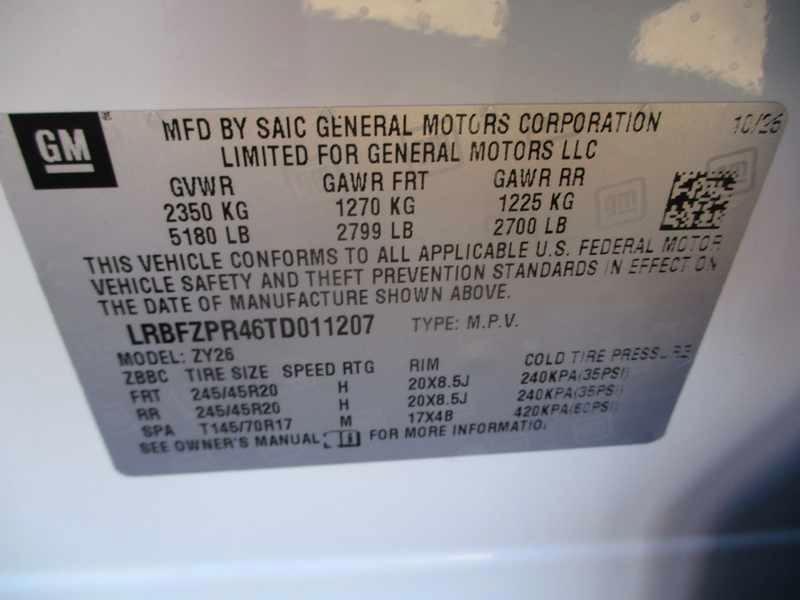 GM
MFD BY SAIC GENERAL MOTORS CORPORATION 10/25
LIMITED FOR GENERAL MOTORS LLC
GVWR GAWR FRT GAWR RR
2350 KG 1270 KG 1225 KG
5180 LB 2799 LB 2700 LB
THIS VEHICLE CONFORMS TO ALL APPLICABLE U.S. FEDERAL MOTOR
VEHICLE SAFETY AND THEFT PREVENTION STANDARDS IN EFFECT ON
THE DATE OF MANUFACTURE SHOWN ABOVE.
LRBFZPR46TD011207 TYPE: M.P.V.
MODEL: ZY26
ZBBC TIRE SIZE SPEED RTG RIM COLD TIRE PRESSURE
FRT 245/45R20 H 20X8.5J 240KPA(35PSI)
RR 245/45R20 H 20X8.5J 240KPA(35PSI)
SPA T145/70R17 M 17X4B 420KPA(60PSI)
SEE OWNER'S MANUAL FOR MORE INFORMATION